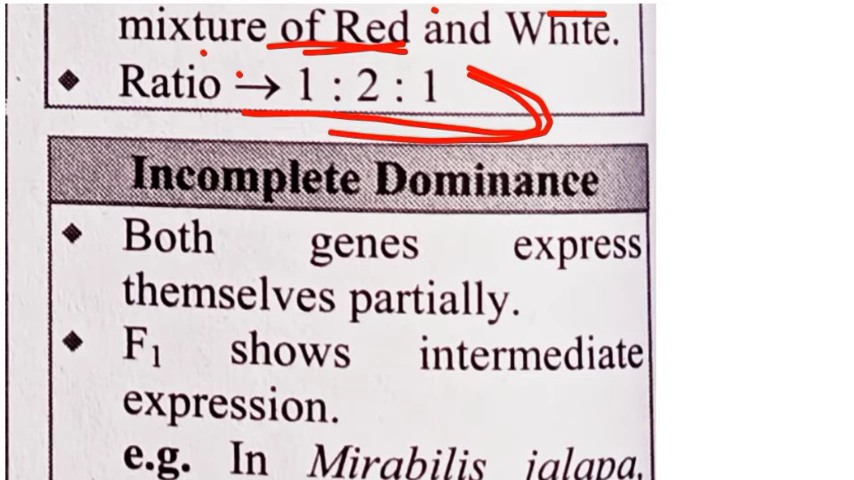 mixture of Red and White.
◆ Ratio → 1 : 2 : 1
Incomplete Dominance
◆ Both genes express
themselves partially.
◆ F₁ shows intermediate
expression.
e.g. In Mirabilis jalapa,